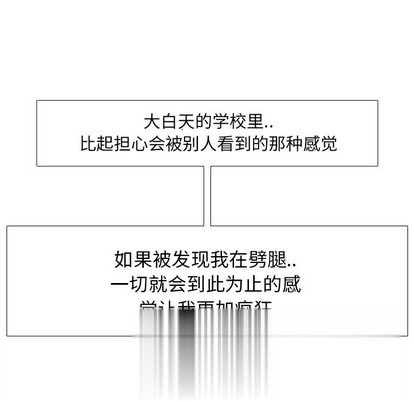 大白天的学校里..
比起担心会被别人看到的那种感觉
如果被发现我在劈腿..
一切就会到此为止的感
觉让我更加疯狂